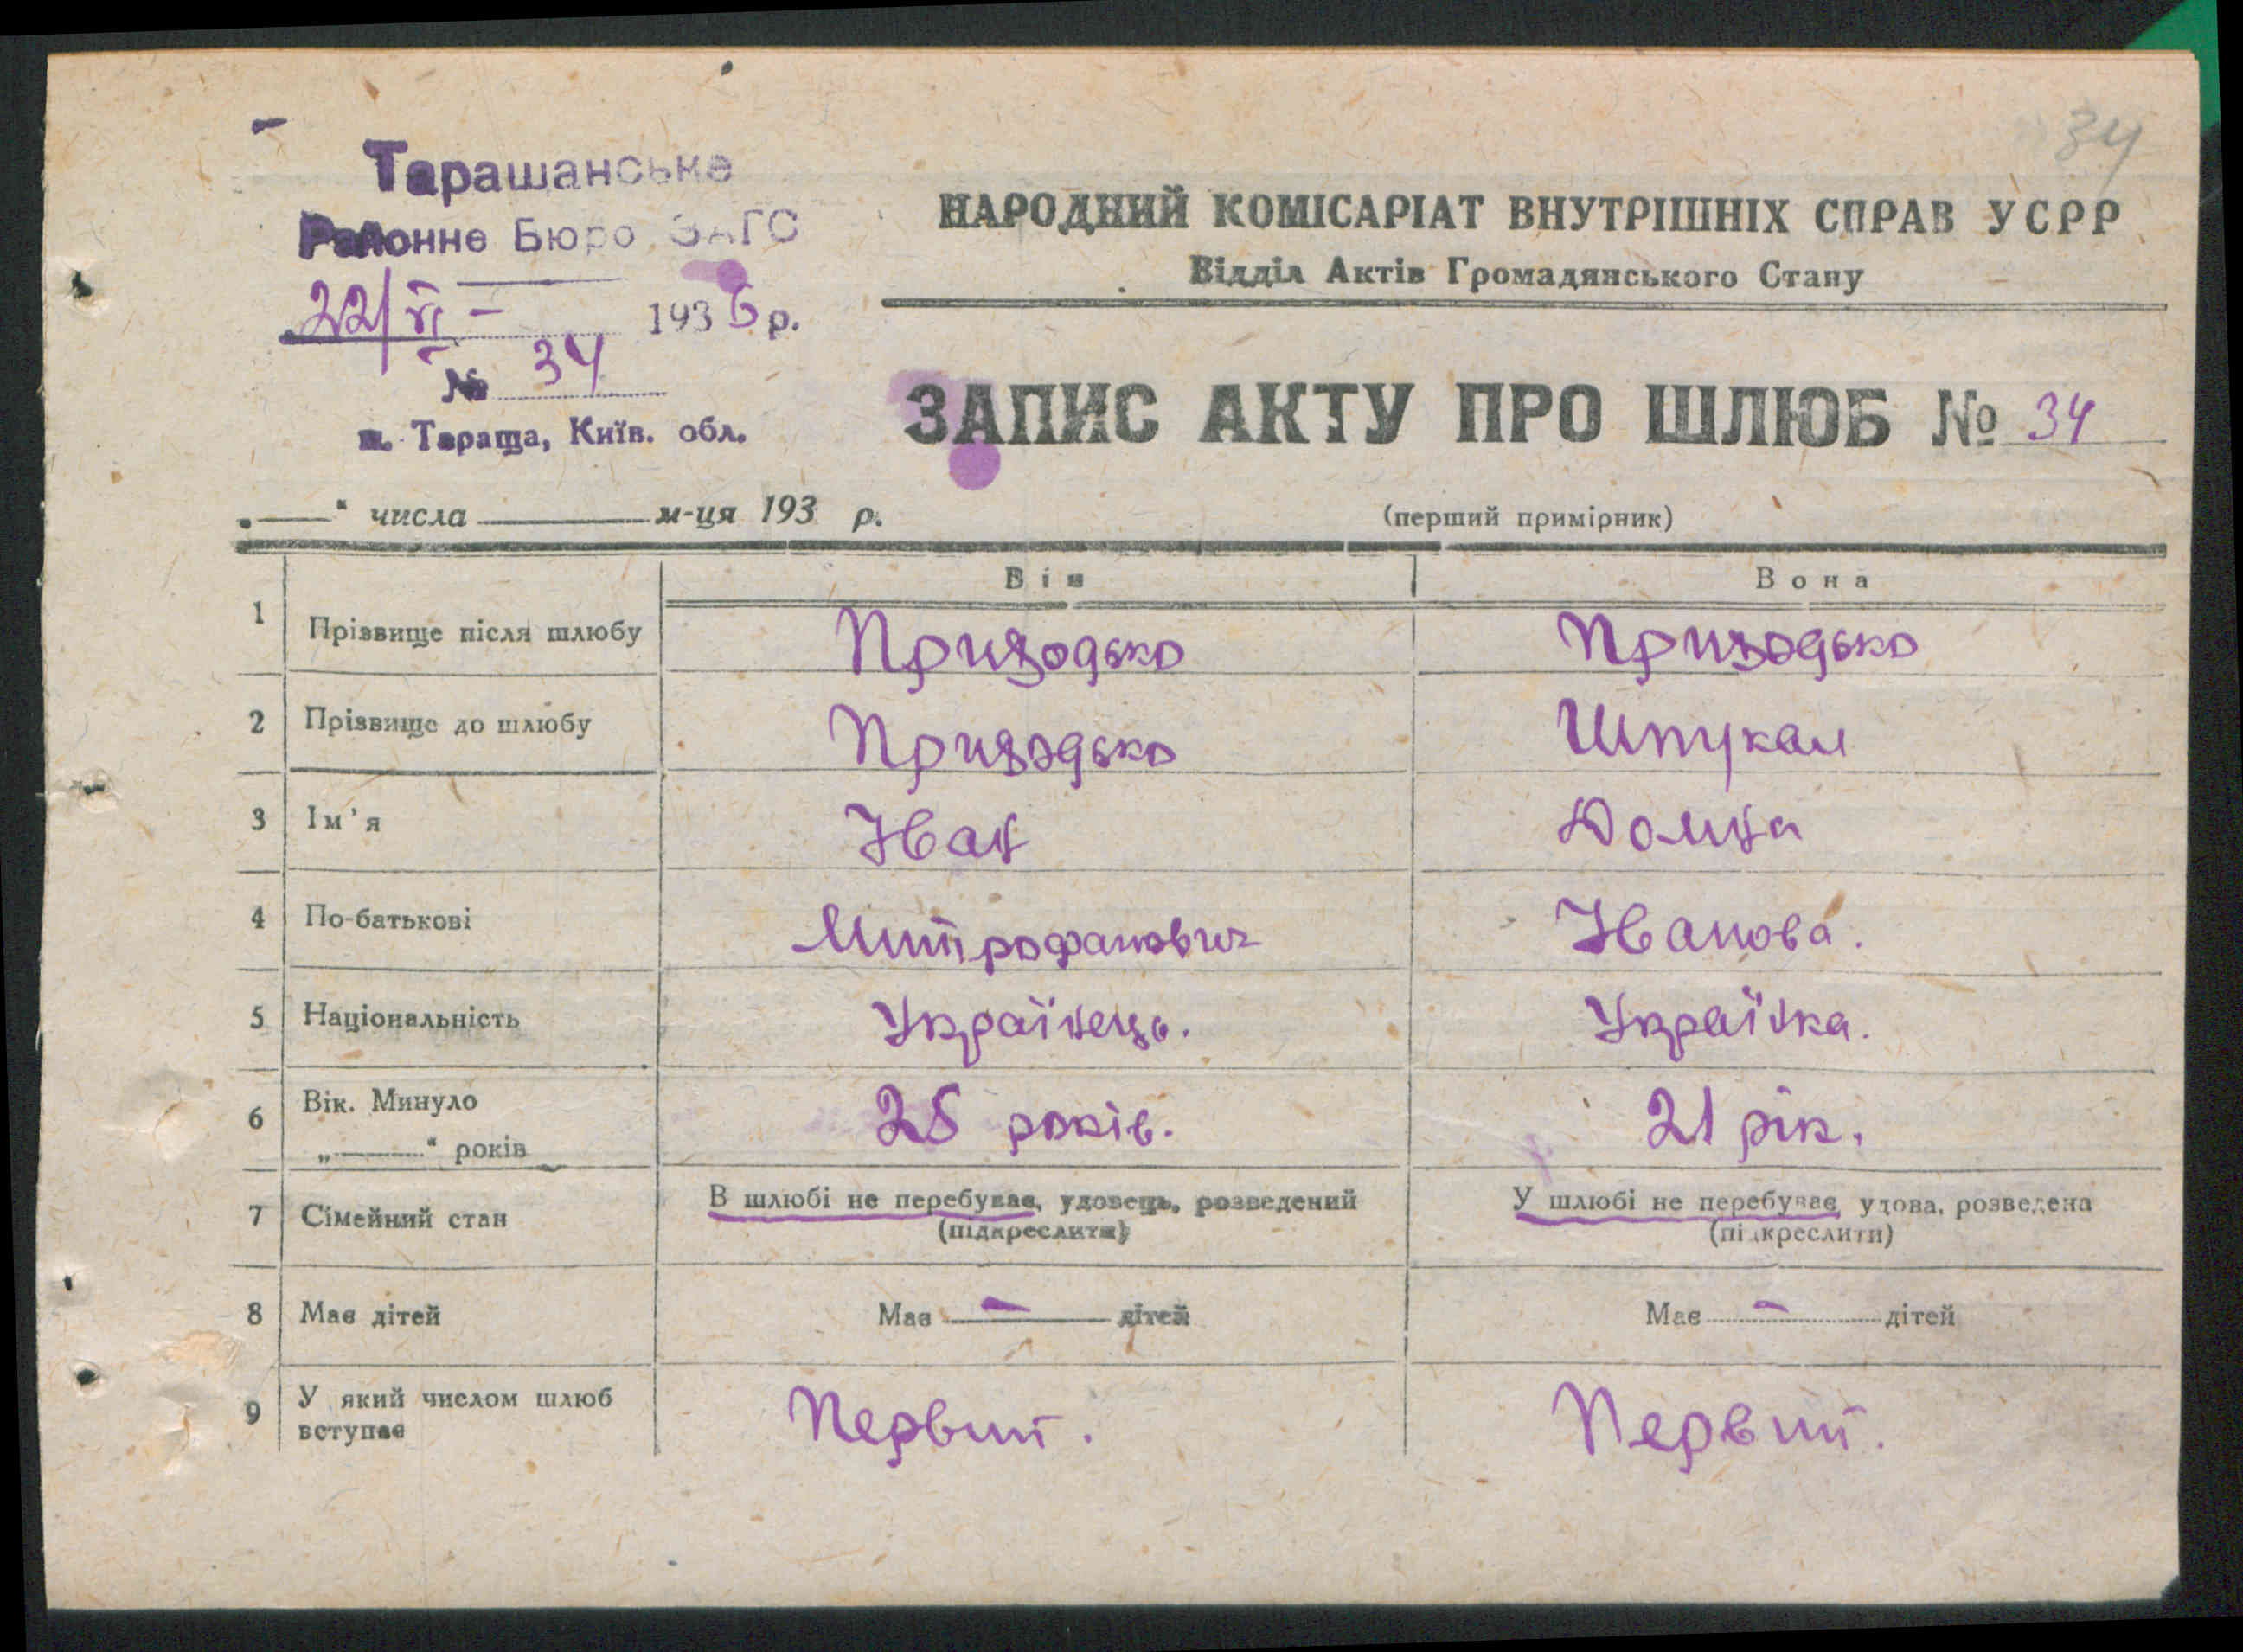 34
Тарашанське
Районне Бюро ЗАГС
22/VI – 1936 р.
№ 34
м. Тараща, Київ. обл.
НАРОДНИЙ КОМІСАРІАТ ВНУТРІШНІХ СПРАВ УСРР
Відділ Актів Громадянського Стану
ЗАПИС АКТУ ПРО ШЛЮБ № 34
„——“ числа ———— м-ця 193 р.
(перший примірник)
Він Вона
1 Прізвище після шлюбу Приходько Приходько
2 Прізвище до шлюбу Приходько
3 Ім'я Іван Домна
4 По-батькові Митрофанович Іванова.
5 Національність Українець. Українка.
6 Вік. Минуло
„———“ років 25 років. 21 рік.
7 Сімейний стан В шлюбі не перебуває, удовець, розведений У шлюбі не перебуває, удова, розведена
(підкреслити) (підкреслити)
8 Має дітей Має — дітей Має — дітей
9 У який числом шлюб
вступає Первий. Первий.